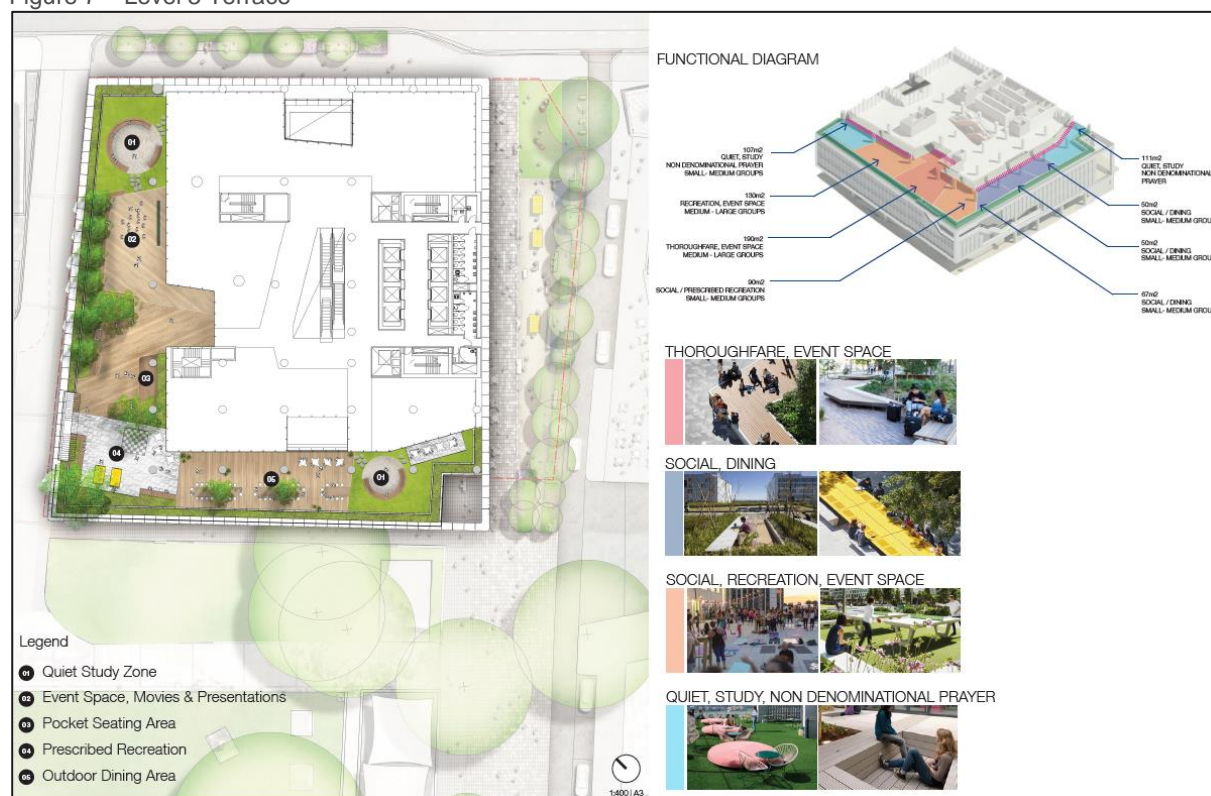 Figure 7 – Level 3 Terrace
01
02
03
04
05
01
Legend
01 Quiet Study Zone
02 Event Space, Movies & Presentations
03 Pocket Seating Area
04 Prescribed Recreation
05 Outdoor Dining Area
1:400 | A3
FUNCTIONAL DIAGRAM
107m2
QUIET, STUDY
NON DENOMINATIONAL PRAYER
SMALL- MEDIUM GROUPS
130m2
RECREATION, EVENT SPACE
MEDIUM - LARGE GROUPS
190m2
THOROUGHFARE, EVENT SPACE
MEDIUM - LARGE GROUPS
90m2
SOCIAL / PRESCRIBED RECREATION
SMALL- MEDIUM GROUPS
111m2
QUIET, STUDY
NON DENOMINATIONAL
PRAYER
50m2
SOCIAL / DINING
SMALL- MEDIUM GROU
50m2
SOCIAL / DINING
SMALL- MEDIUM GROU
67m2
SOCIAL / DINING
SMALL- MEDIUM GROU
THOROUGHFARE, EVENT SPACE
SOCIAL, DINING
SOCIAL, RECREATION, EVENT SPACE
QUIET, STUDY, NON DENOMINATIONAL PRAYER